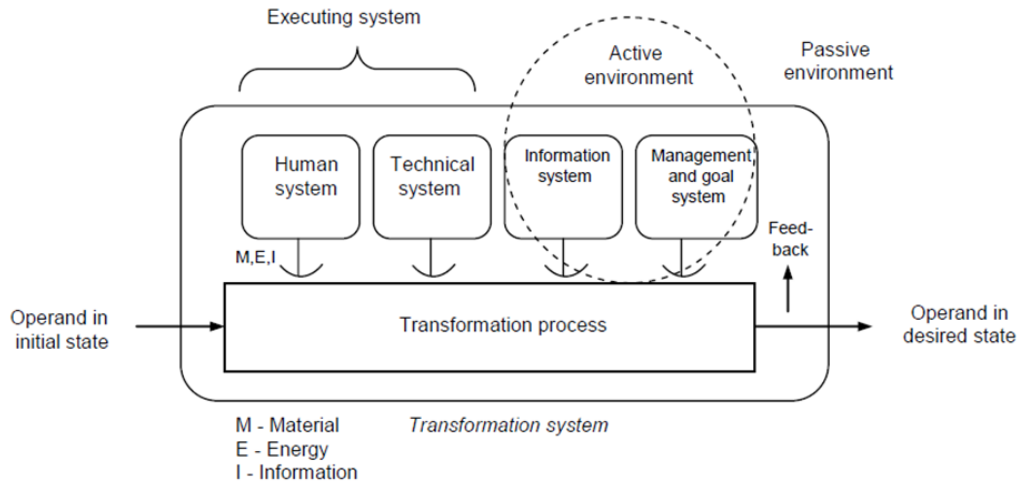 Executing system
Active
environment
Passive
environment
Human
system
Technical
system
Information
system
Management
and goal
system
Feed-
back
M,E,I
Operand in
initial state
Transformation process
Operand in
desired state
M - Material
E - Energy
I - Information
Transformation system